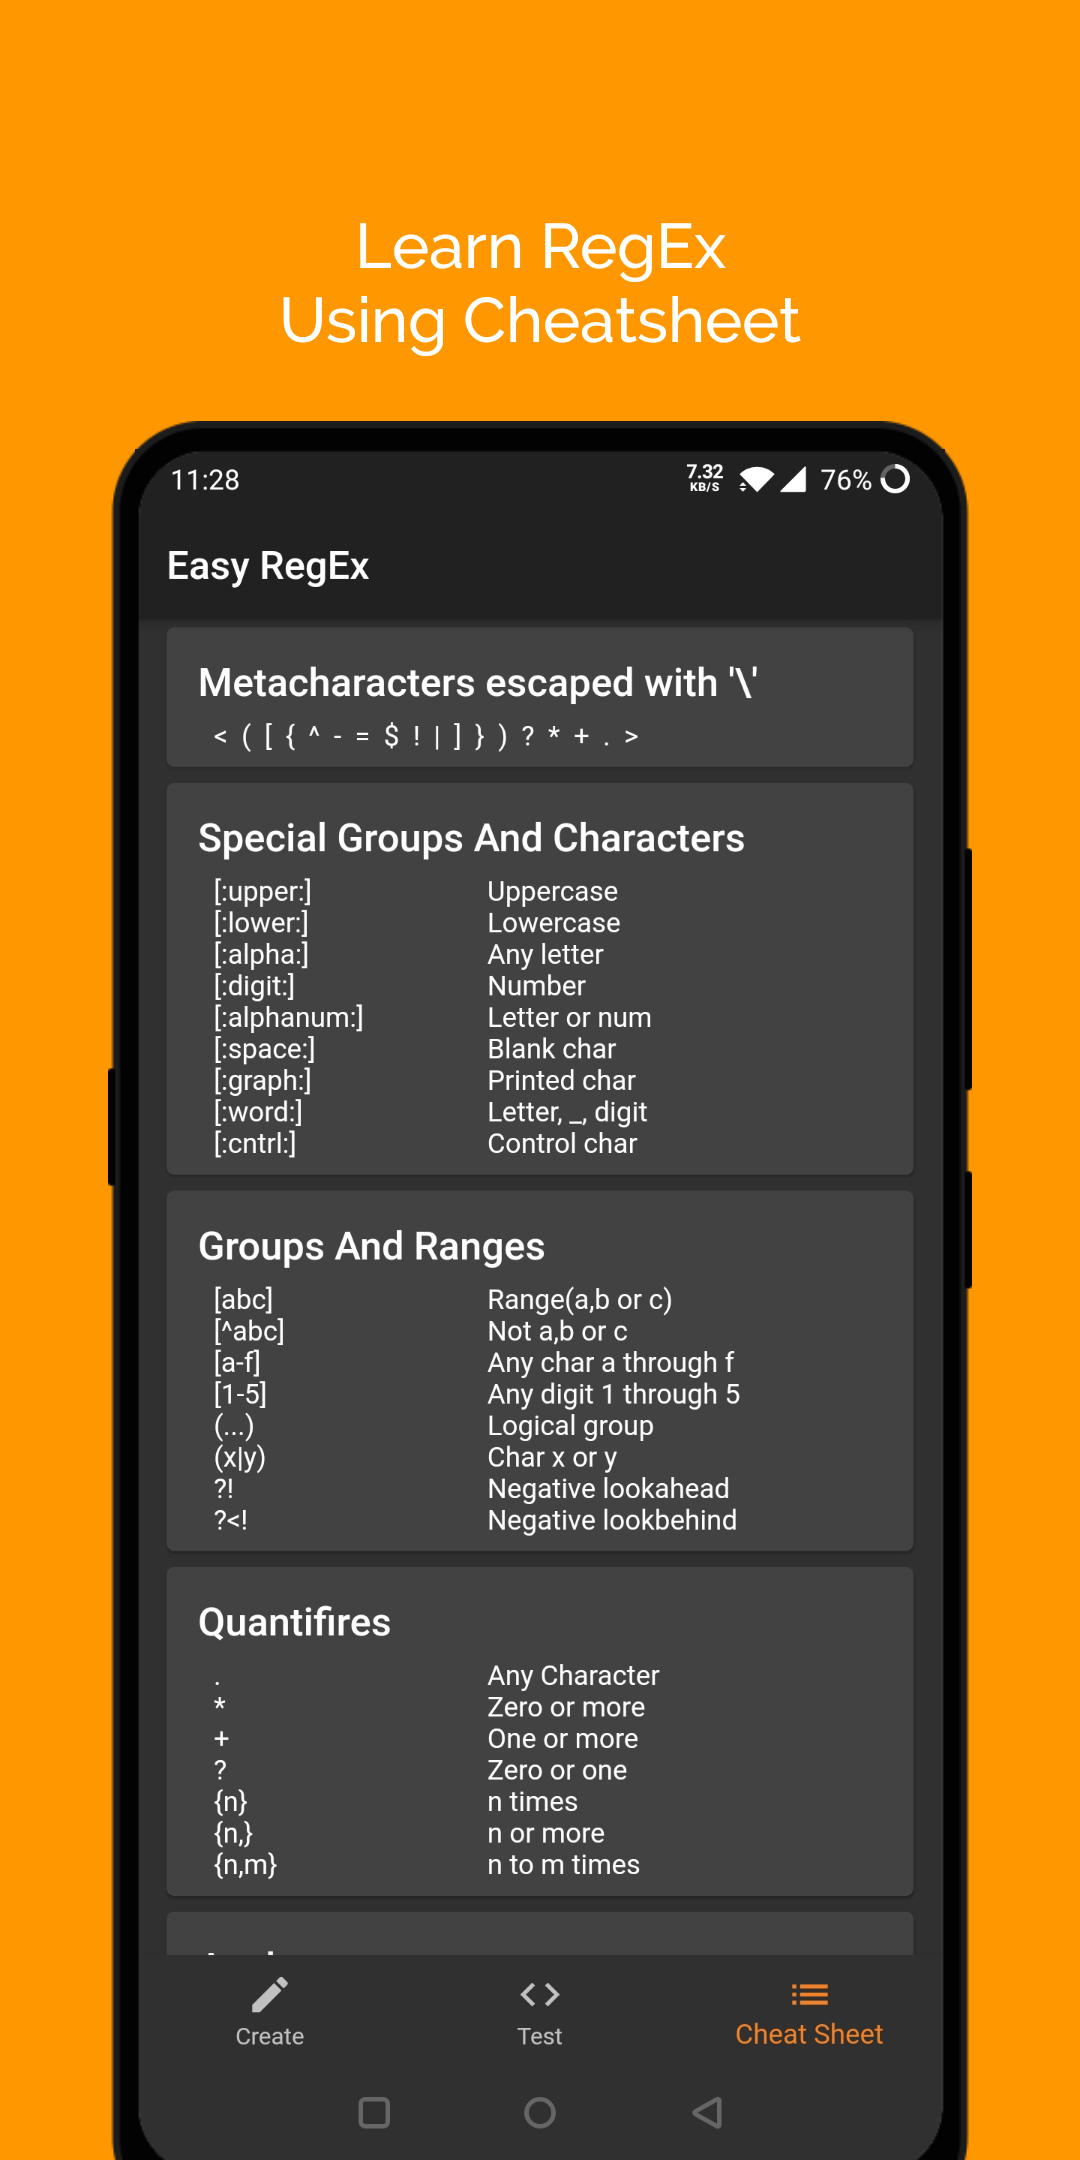 Learn RegEx
Using Cheatsheet
11:28 7.32 KB/S 76%
Easy RegEx
Metacharacters escaped with '\'
< ( [ { ^ - = $ ! | ] } ) ? * + . >
Special Groups And Characters
[:upper:] Uppercase
[:lower:] Lowercase
[:alpha:] Any letter
[:digit:] Number
[:alphanum:] Letter or num
[:space:] Blank char
[:graph:] Printed char
[:word:] Letter, _, digit
[:cntrl:] Control char
Groups And Ranges
[abc] Range(a,b or c)
[^abc] Not a,b or c
[a-f] Any char a through f
[1-5] Any digit 1 through 5
(...) Logical group
(x|y) Char x or y
?! Negative lookahead
?<! Negative lookbehind
Quantifires
. Any Character
* Zero or more
+ One or more
? Zero or one
{n} n times
{n,} n or more
{n,m} n to m times
Create Test Cheat Sheet